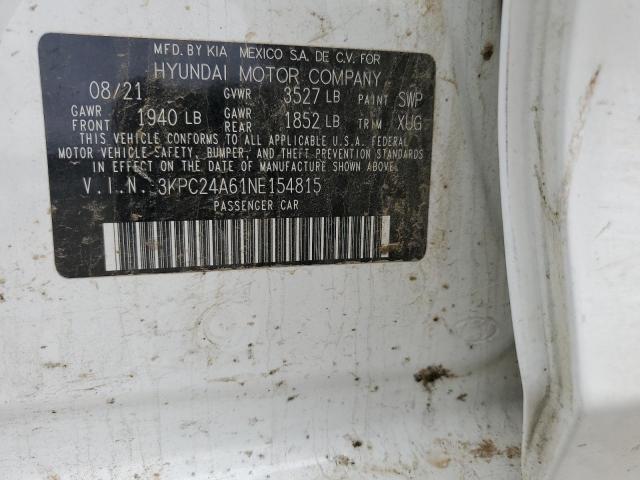 MFD. BY KIA MEXICO S.A. DE C.V. FOR
HYUNDAI MOTOR COMPANY
08/21 GVWR 3527 LB PAINT SWP
GAWR FRONT 1940 LB GAWR REAR 1852 LB TRIM XUG
THIS VEHICLE CONFORMS TO ALL APPLICABLE U.S.A. FEDERAL
MOTOR VEHICLE SAFETY, BUMPER, AND THEFT PREVENTION STANDARDS
IN EFFECT ON THE DATE OF MANUFACTURE SHOWN ABOVE.
V.I.N. : 3KPC24A61NE154815
PASSENGER CAR